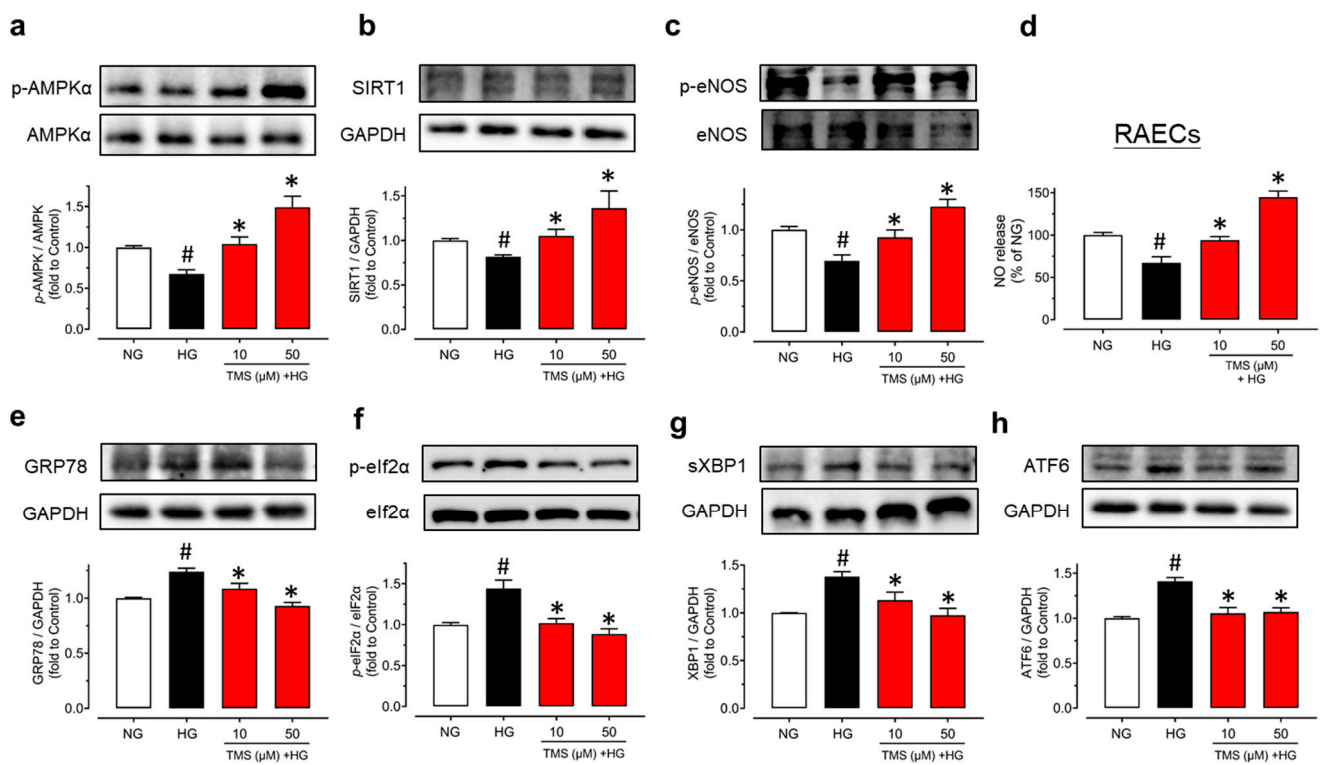 a
p-AMPKα
AMPKα
p-AMPK / AMPK
(fold to Control)
1.5
1.0
0.5
0.0
#
*
*
NG
HG
10
50
TMS (µM) +HG
b
SIRT1
GAPDH
SIRT1 / GAPDH
(fold to Control)
1.5
1.0
0.5
0.0
#
*
*
NG
HG
10
50
TMS (µM) +HG
c
p-eNOS
eNOS
p-eNOS / eNOS
(fold to Control)
1.5
1.0
0.5
0.0
#
*
*
NG
HG
10
50
TMS (µM) +HG
d
RAECs
NO release
(% of NG)
150
100
50
0
#
*
*
NG
HG
10
50
TMS (µM)
+ HG
e
GRP78
GAPDH
GRP78 / GAPDH
(fold to Control)
1.5
1.0
0.5
0.0
#
*
*
NG
HG
10
50
TMS (µM) +HG
f
p-eIf2α
eIf2α
p-eIF2α / eIF2α
(fold to Control)
1.5
1.0
0.5
0.0
#
*
*
NG
HG
10
50
TMS (µM) +HG
g
sXBP1
GAPDH
XBP1 / GAPDH
(fold to Control)
1.5
1.0
0.5
0.0
#
*
*
NG
HG
10
50
TMS (µM) +HG
h
ATF6
GAPDH
ATF6 / GAPDH
(fold to Control)
1.5
1.0
0.5
0.0
#
*
*
NG
HG
10
50
TMS (µM) +HG